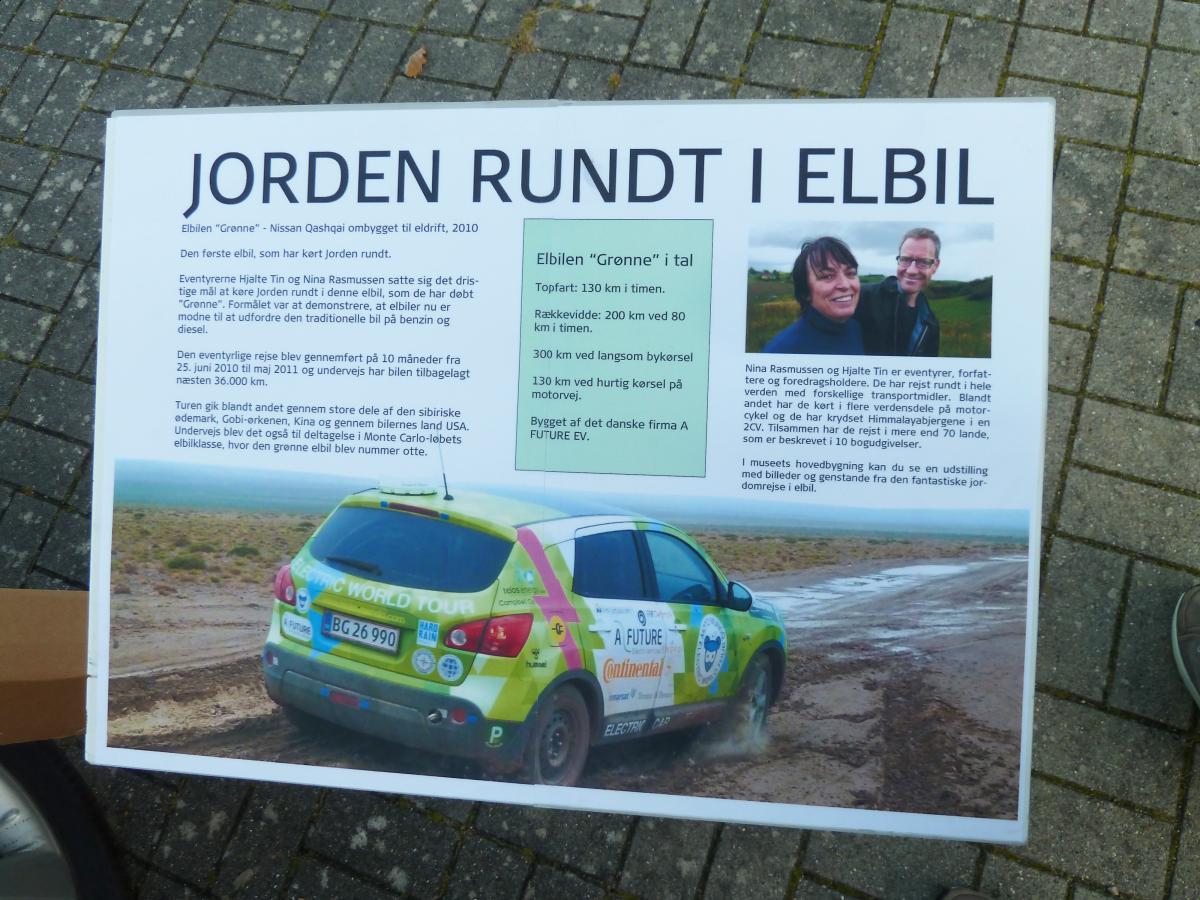 JORDEN RUNDT I ELBIL
Elbilen "Grønne" - Nissan Qashqai ombygget til eldrift, 2010
Den første elbil, som har kørt Jorden rundt.
Eventyrerne Hjalte Tin og Nina Rasmussen satte sig det dris-
tige mål at køre Jorden rundt i denne elbil, som de har døbt
"Grønne". Formålet var at demonstrere, at elbiler nu er
modne til at udfordre den traditionelle bil på benzin og
diesel.
Den eventyrlige rejse blev gennemført på 10 måneder fra
25. juni 2010 til maj 2011 og undervejs har bilen tilbagelagt
næsten 36.000 km.
Turen gik blandt andet gennem store dele af den sibiriske
ødemark, Gobi-ørkenen, Kina og gennem bilernes land USA.
Undervejs blev det også til deltagelse i Monte Carlo-løbets
elbilklasse, hvor den grønne elbil blev nummer otte.
Elbilen "Grønne" i tal
Topfart: 130 km i timen.
Rækkevidde: 200 km ved 80
km i timen.
300 km ved langsom bykørsel
130 km ved hurtig kørsel på
motorvej.
Bygget af det danske firma A
FUTURE EV.
Nina Rasmussen og Hjalte Tin er eventyrer, forfat-
tere og foredragsholdere. De har rejst rundt i hele
verden med forskellige transportmidler. Blandt
andet har de kørt i flere verdensdele på motor-
cykel og de har krydset Himmalayabjergene i en
2CV. Tilsammen har de rejst i mere end 70 lande,
som er beskrevet i 10 bogudgivelser.
I museets hovedbygning kan du se en udstilling
med billeder og genstande fra den fantastiske jor-
domrejse i elbil.
ELECTRIC WORLD TOUR
A FUTURE
BG 26 990
HARD
RAIN
hummel
P
A FUTURE
Continental
ELECTRIC CAR